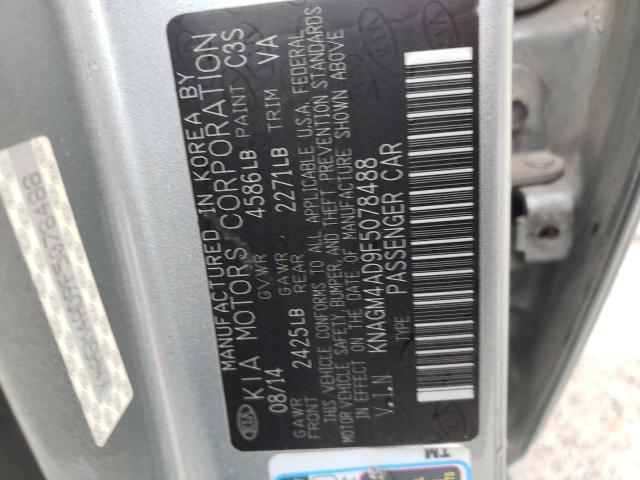 MANUFACTURED IN KOREA BY
KIA KIA MOTORS CORPORATION
08/14 GVWR 4586LB PAINT C3S
GAWR FRONT 2425LB GAWR REAR 2271LB TRIM VA
THIS VEHICLE CONFORMS TO ALL APPLICABLE U.S.A. FEDERAL
MOTOR VEHICLE SAFETY, BUMPER, AND THEFT PREVENTION STANDARDS
IN EFFECT ON THE DATE OF MANUFACTURE SHOWN ABOVE
V.I.N KNAGM4AD9F5078488
TYPE: PASSENGER CAR
TM